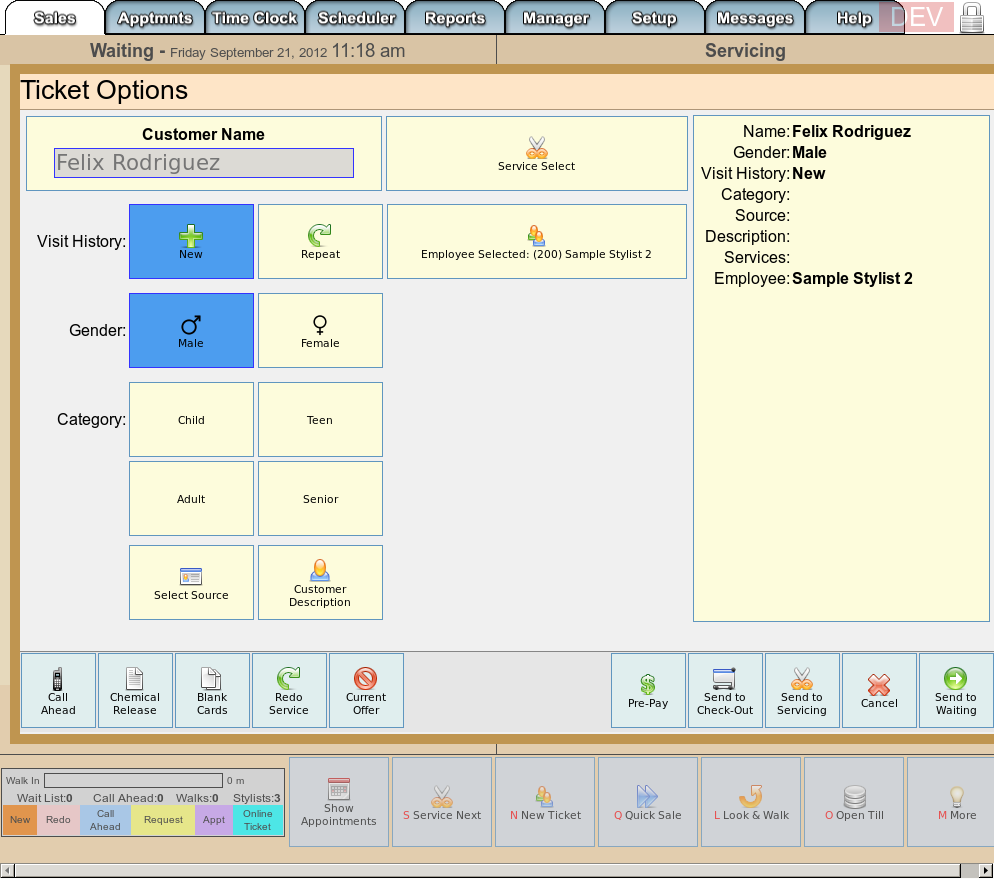 Sales Apptmnts Time Clock Scheduler Reports Manager Setup Messages Help DEV
Waiting - Friday September 21, 2012 11:18 am Servicing
Ticket Options
Customer Name
Felix Rodriguez
Service Select
Visit History:
New
Repeat
Employee Selected: (200) Sample Stylist 2
Gender:
Male
Female
Category:
Child
Teen
Adult
Senior
Select Source
Customer
Description
Name: Felix Rodriguez
Gender: Male
Visit History: New
Category:
Source:
Description:
Services:
Employee: Sample Stylist 2
Call
Ahead
Chemical
Release
Blank
Cards
Redo
Service
Current
Offer
Pre-Pay
Send to
Check-Out
Send to
Servicing
Cancel
Send to
Waiting
Walk In 0 m
Wait List:0 Call Ahead:0 Walks:0 Stylists:3
New
Redo
Call
Ahead
Request
Appt
Online
Ticket
Show
Appointments
S Service Next
N New Ticket
Q Quick Sale
L Look & Walk
O Open Till
M More